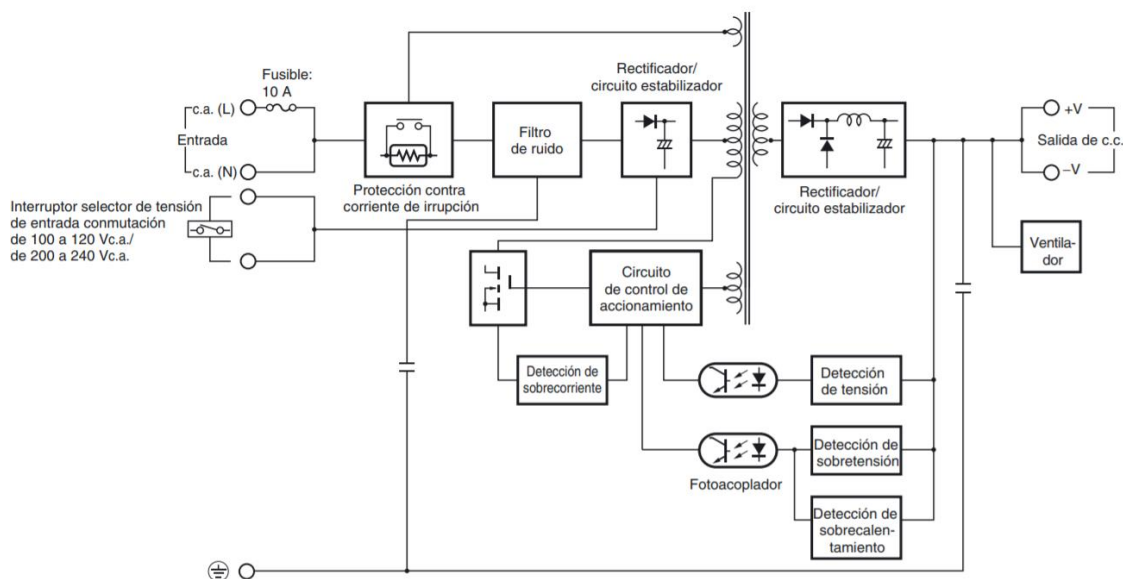 Fusible:
10 A
c.a. (L)
Entrada
c.a. (N)
Interruptor selector de tensión
de entrada conmutación
de 100 a 120 Vc.a./
de 200 a 240 Vc.a.
Protección contra
corriente de irrupción
Filtro
de ruido
Rectificador/
circuito estabilizador
Rectificador/
circuito estabilizador
+V
Salida de c.c.
–V
Ventila-
dor
Circuito
de control de
accionamiento
Detección de
sobrecorriente
Detección
de tensión
Detección de
sobretensión
Fotoacoplador
Detección de
sobrecalen-
tamiento